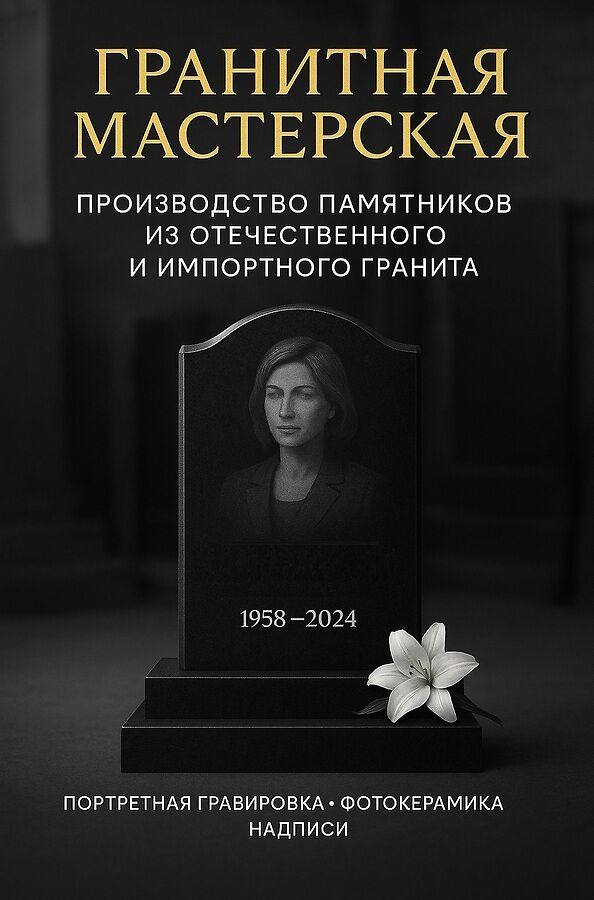 ГРАНИТНАЯ
МАСТЕРСКАЯ
ПРОИЗВОДСТВО ПАМЯТНИКОВ
ИЗ ОТЕЧЕСТВЕННОГО
И ИМПОРТНОГО ГРАНИТА
1958–2024
ПОРТРЕТНАЯ ГРАВИРОВКА • ФОТОКЕРАМИКА
НАДПИСИ